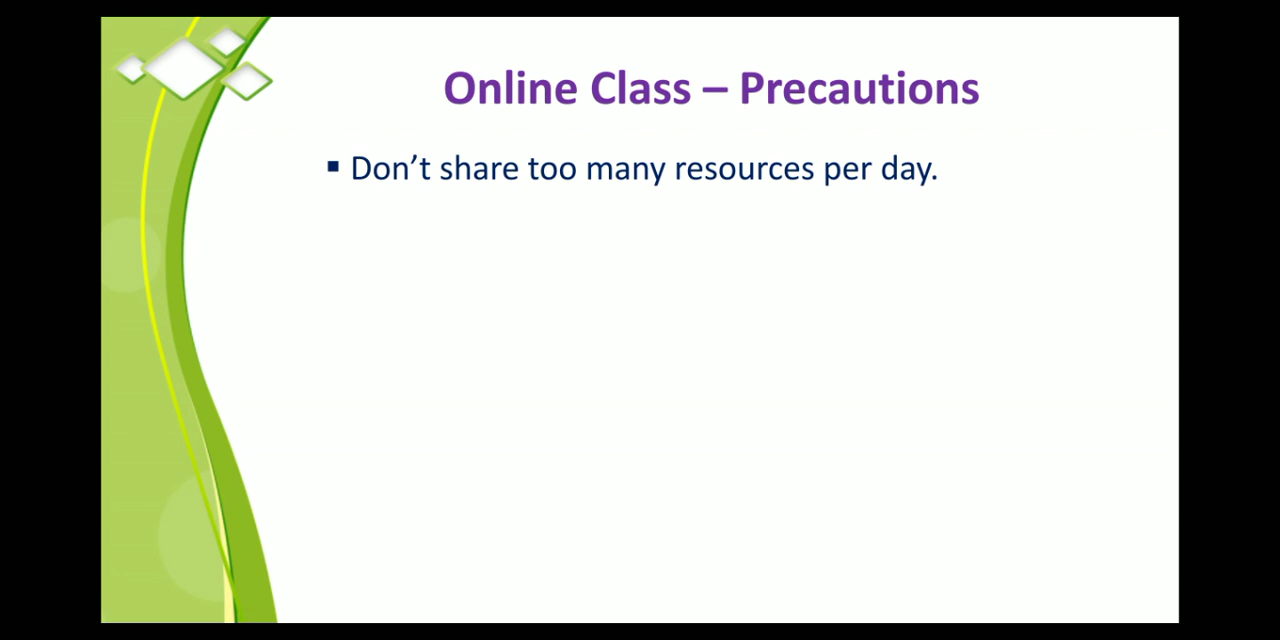 Online Class – Precautions
▪ Don’t share too many resources per day.